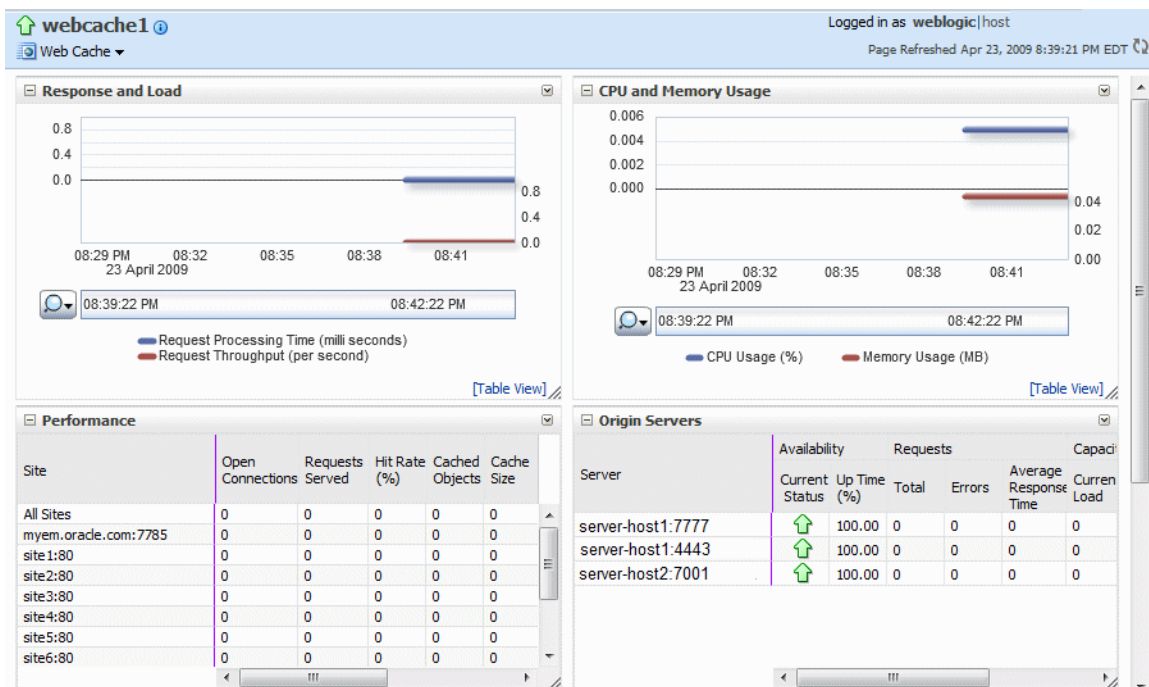 webcache1
Logged in as weblogic|host
Web Cache
Page Refreshed Apr 23, 2009 8:39:21 PM EDT
Response and Load
0.8
0.4
0.0
0.8
0.4
0.0
08:29 PM 08:32 08:35 08:38 08:41
23 April 2009
08:39:22 PM 08:42:22 PM
Request Processing Time (milli seconds)
Request Throughput (per second)
[Table View]
CPU and Memory Usage
0.006
0.004
0.002
0.000
0.04
0.02
0.00
08:29 PM 08:32 08:35 08:38 08:41
23 April 2009
08:39:22 PM 08:42:22 PM
CPU Usage (%) Memory Usage (MB)
[Table View]
Performance
Site Open Connections Requests Served Hit Rate (%) Cached Objects Cache Size
All Sites 0 0 0 0 0
myem.oracle.com:7785 0 0 0 0 0
site1:80 0 0 0 0 0
site2:80 0 0 0 0 0
site3:80 0 0 0 0 0
site4:80 0 0 0 0 0
site5:80 0 0 0 0 0
site6:80 0 0 0 0 0
Origin Servers
Availability Requests Capaci
Server Current Status Up Time (%) Total Errors Average Response Time Curren Load
server-host1:7777 100.00 0 0 0 0
server-host1:4443 100.00 0 0 0 0
server-host2:7001 100.00 0 0 0 0